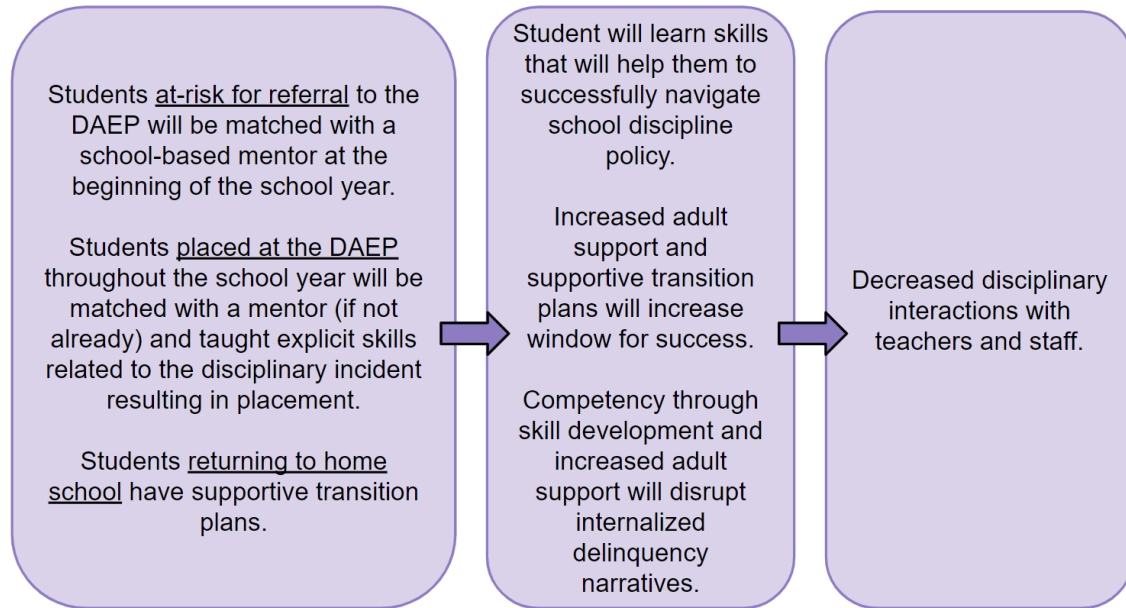 Students at-risk for referral to the
DAEP will be matched with a
school-based mentor at the
beginning of the school year.
Students placed at the DAEP
throughout the school year will be
matched with a mentor (if not
already) and taught explicit skills
related to the disciplinary incident
resulting in placement.
Students returning to home
school have supportive transition
plans.
Student will learn skills
that will help them to
successfully navigate
school discipline
policy.
Increased adult
support and
supportive transition
plans will increase
window for success.
Competency through
skill development and
increased adult
support will disrupt
internalized
delinquency
narratives.
Decreased disciplinary
interactions with
teachers and staff.